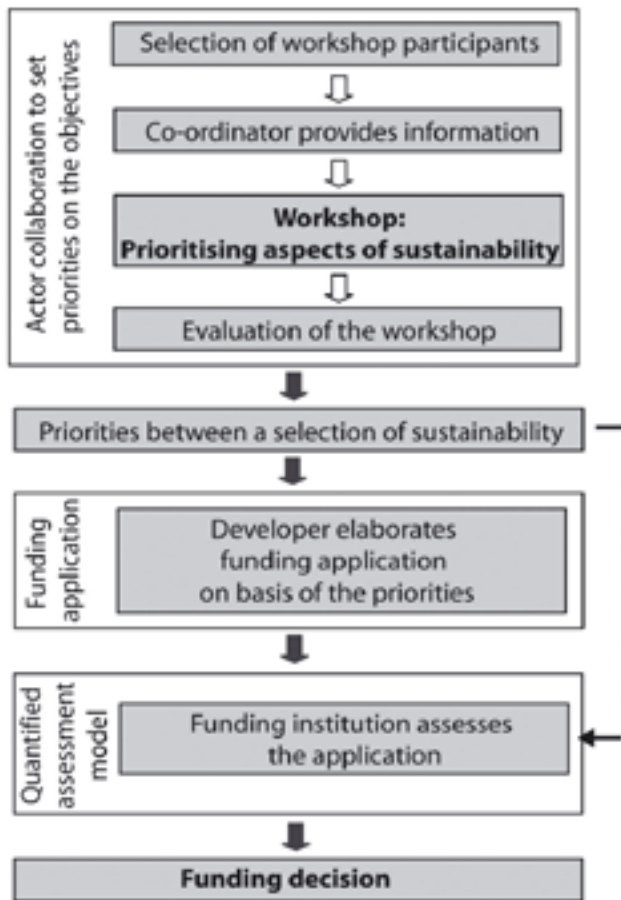 Actor collaboration to set
priorities on the objectives
Selection of workshop participants
Co-ordinator provides information
Workshop:
Prioritising aspects of sustainability
Evaluation of the workshop
Priorities between a selection of sustainability
Funding
application
Developer elaborates
funding application
on basis of the priorities
Quantified
assessment
model
Funding institution assesses
the application
Funding decision